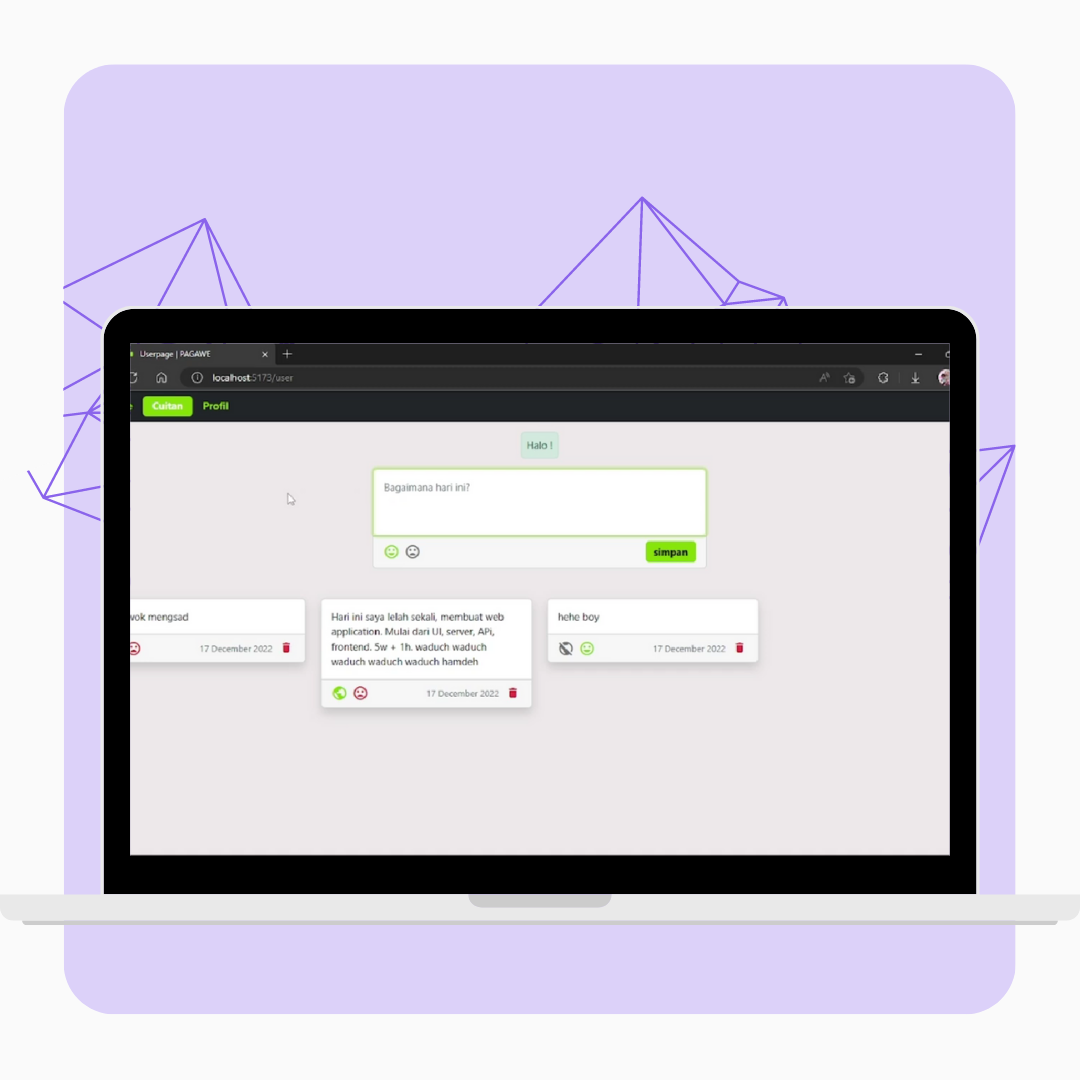 Userpage | PAGAWE
localhost:5173/user
Cuitan
Profil
Halo !
Bagaimana hari ini?
simpan
mengsad
17 December 2022
Hari ini saya lelah sekali, membuat web
application. Mulai dari UI, server, APi,
frontend. 5w + 1h. waduch waduch
waduch waduch waduch hamdeh
17 December 2022
hehe boy
17 December 2022